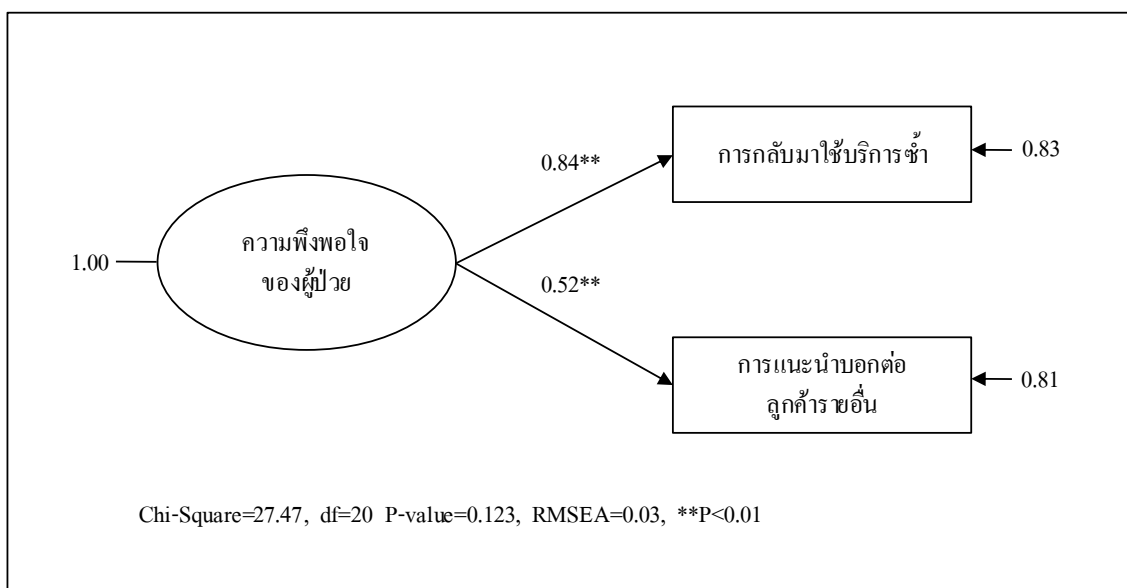 การกลับมาใช้บริการซ้ำ
0.83
0.84**
ความพึงพอใจ
ของผู้ป่วย
1.00
0.52**
การแนะนำบอกต่อ
ลูกค้ารายอื่น
0.81
Chi-Square=27.47, df=20 P-value=0.123, RMSEA=0.03, **P<0.01